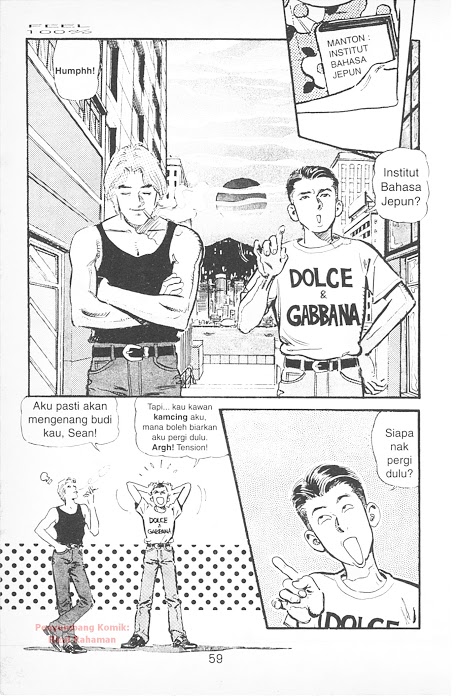 FEEL
100%
MANTON :
INSTITUT
BAHASA
JEPUN
Humphh!
Institut
Bahasa
Jepun?
DOLCE
&
GABBANA
Aku pasti akan
mengenang budi
kau, Sean!
Tapi... kau kawan
kamcing aku,
mana boleh biarkan
aku pergi dulu.
Argh! Tension!
DOLCE
&
GABBANA
Siapa
nak
pergi
dulu?
DOLCE
59